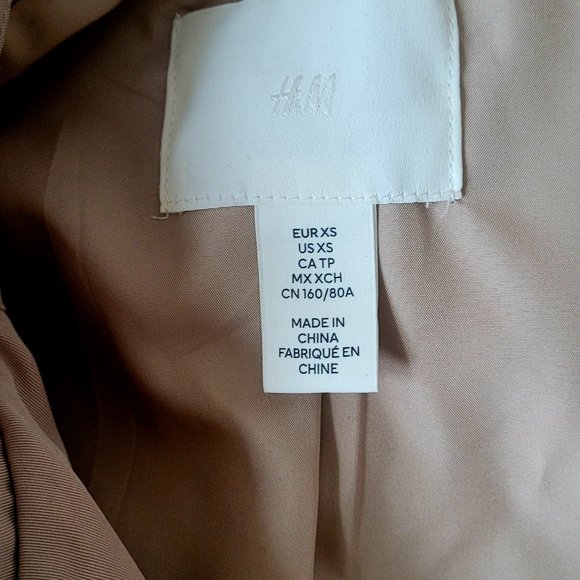 H&M
EUR XS
US XS
CA TP
MX XCH
CN 160/80A
MADE IN
CHINA
FABRIQUÉ EN
CHINE